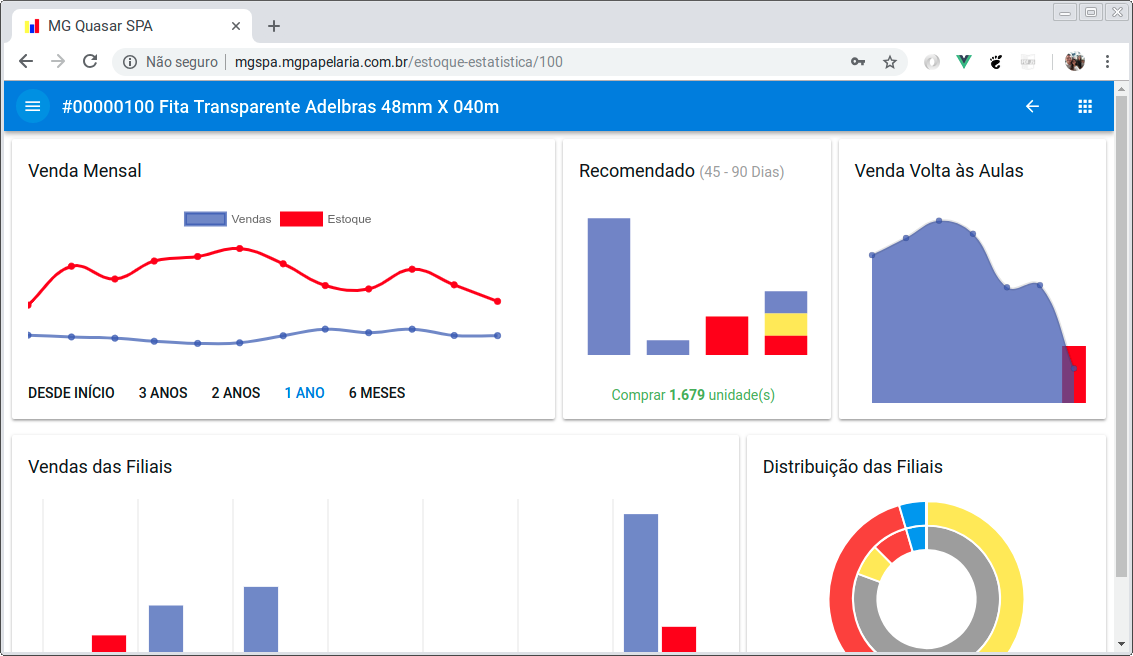 MG Quasar SPA
Não seguro
mgspa.mgpapelaria.com.br/estoque-estatistica/100
#00000100 Fita Transparente Adelbras 48mm X 040m
Venda Mensal
Vendas
Estoque
DESDE INÍCIO
3 ANOS
2 ANOS
1 ANO
6 MESES
Recomendado (45 - 90 Dias)
Comprar 1.679 unidade(s)
Venda Volta às Aulas
Vendas das Filiais
Distribuição das Filiais